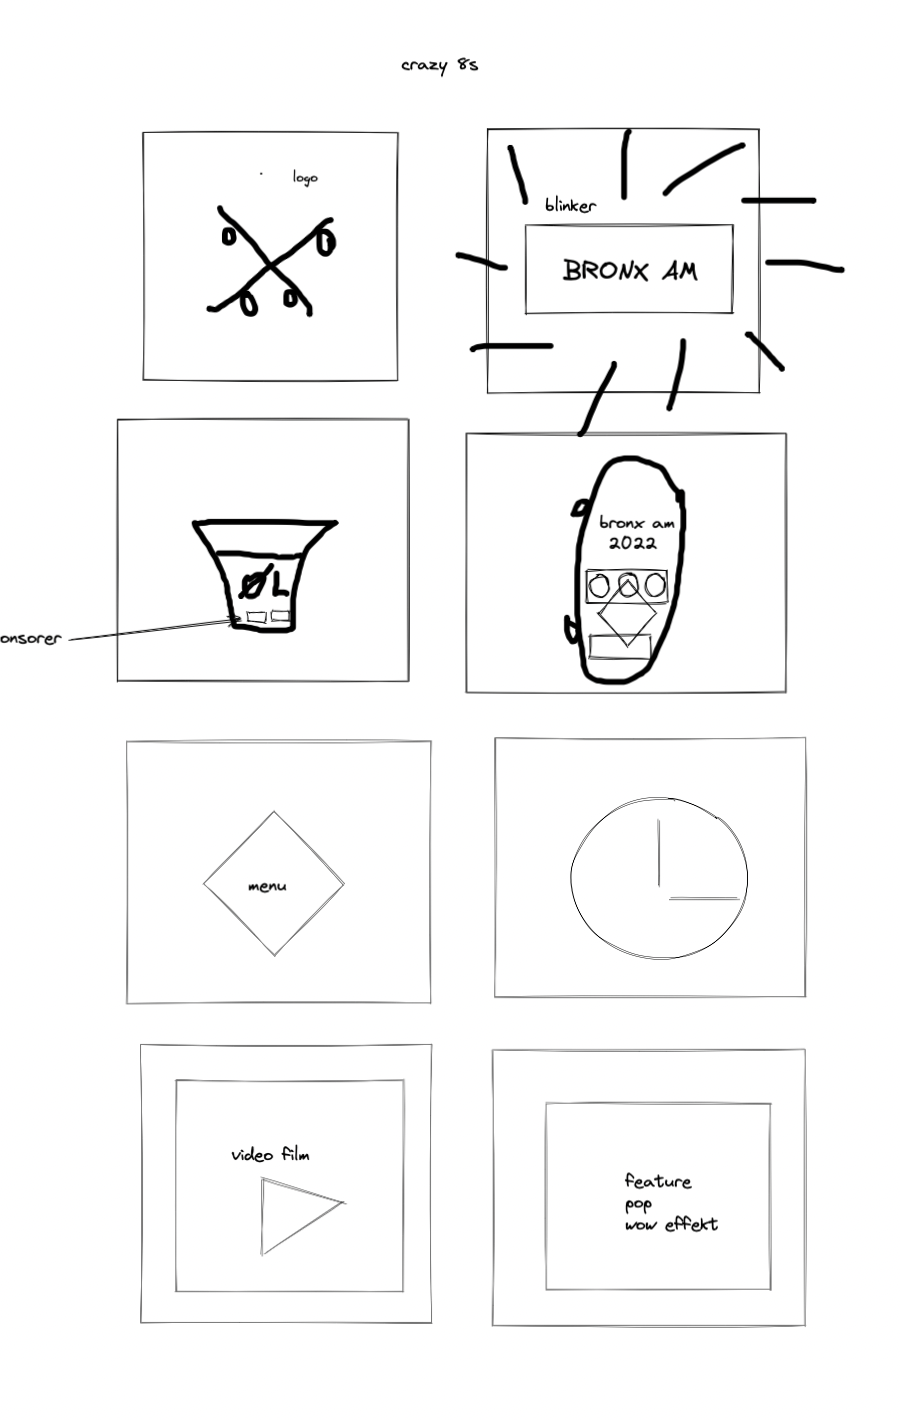 crazy 8s
logo
blinker
BRONX AM
ØL
onsorer
bronx am
2022
menu
video film
feature
pop
wow effekt